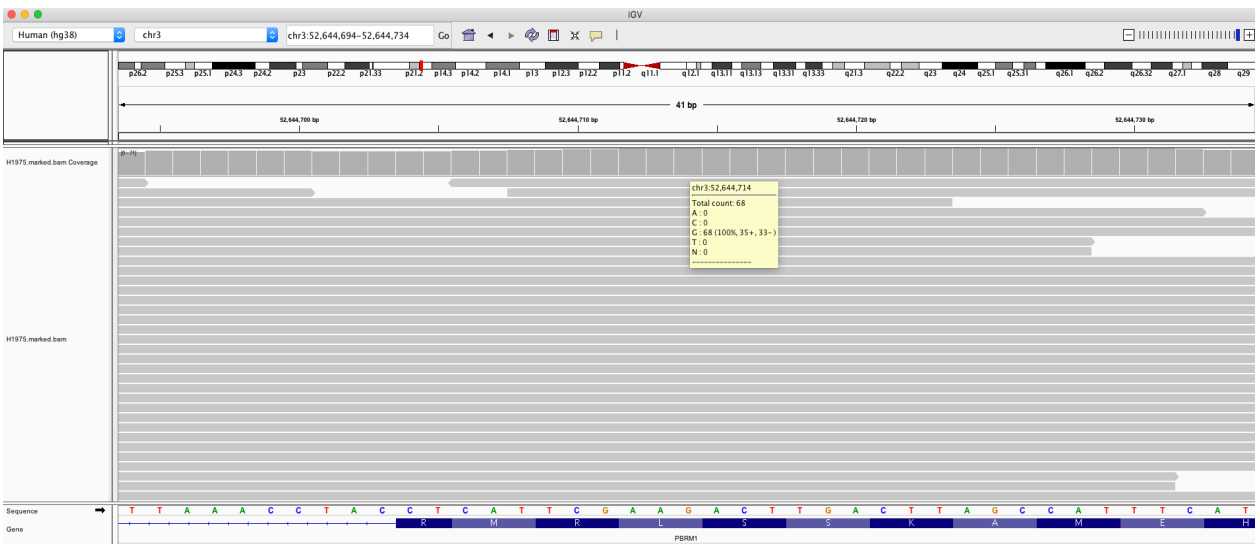 IGV
Human (hg38) chr3 chr3:52,644,694-52,644,734 Go
p26.2 p25.3 p25.1 p24.3 p24.2 p23 p22.2 p21.33 p21.2 p14.3 p14.2 p14.1 p13 p12.3 p12.2 p11.2 q11.1 q12.1 q13.11 q13.13 q13.31 q13.33 q21.3 q22.2 q23 q24 q25.1 q25.31 q26.1 q26.2 q26.32 q27.1 q28 q29
41 bp
52,644,700 bp 52,644,710 bp 52,644,720 bp 52,644,730 bp
H1975.marked.bam Coverage
[0 - 71]
chr3:52,644,714
Total count: 68
A : 0
C : 0
G : 68 (100%, 35+, 33- )
T : 0
N : 0
---------------
H1975.marked.bam
Sequence T T A A A C C T A C C T C A T T C G A A G A C T T G A C T T A G C C A T T T C A T
Gene R M R L S S K A M E H
PBRM1